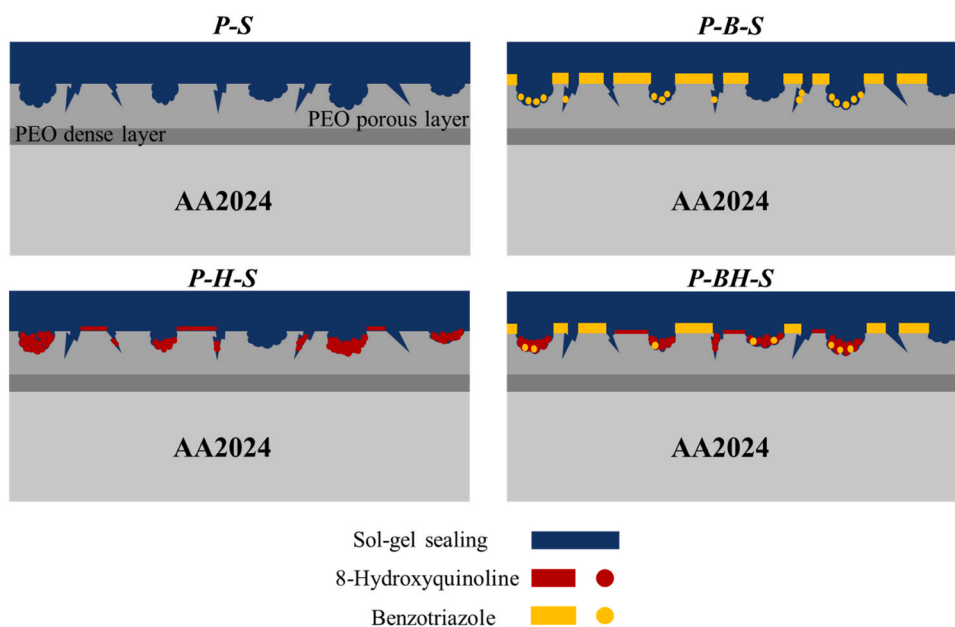 P-S
P-B-S
PEO porous layer
PEO dense layer
AA2024
AA2024
P-H-S
P-BH-S
AA2024
AA2024
Sol-gel sealing
8-Hydroxyquinoline
Benzotriazole